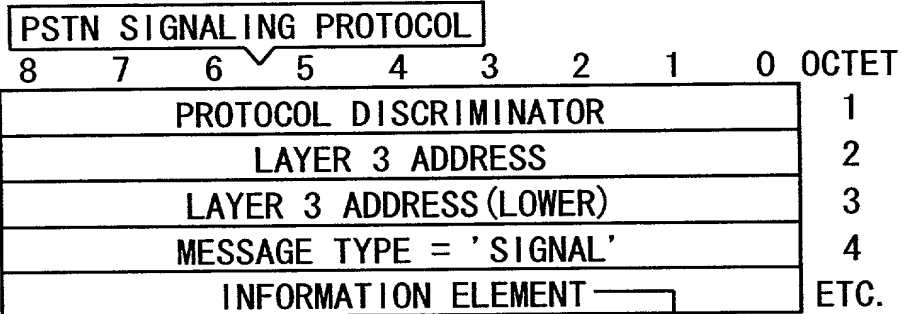 PSTN SIGNALING PROTOCOL
8 7 6 5 4 3 2 1 0 OCTET
PROTOCOL DISCRIMINATOR 1
LAYER 3 ADDRESS 2
LAYER 3 ADDRESS(LOWER) 3
MESSAGE TYPE = 'SIGNAL' 4
INFORMATION ELEMENT ETC.